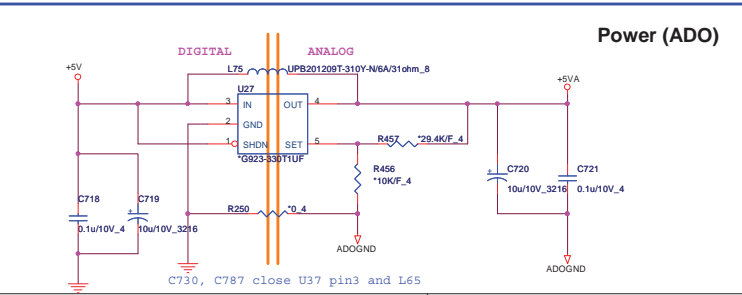 Power (ADO)
DIGITAL
ANALOG
+5V
L75
UPB201209T-310Y-N/6A/31ohm_8
+5VA
U27
3
IN
OUT
4
2
GND
1
SHDN
SET
5
R457
*29.4K/F_4
*G923-330T1UF
R456
*10K/F_4
C720
10u/10V_3216
C721
0.1u/10V_4
C718
0.1u/10V_4
C719
10u/10V_3216
R250
*0_4
ADOGND
ADOGND
C730, C787 close U37 pin3 and L65